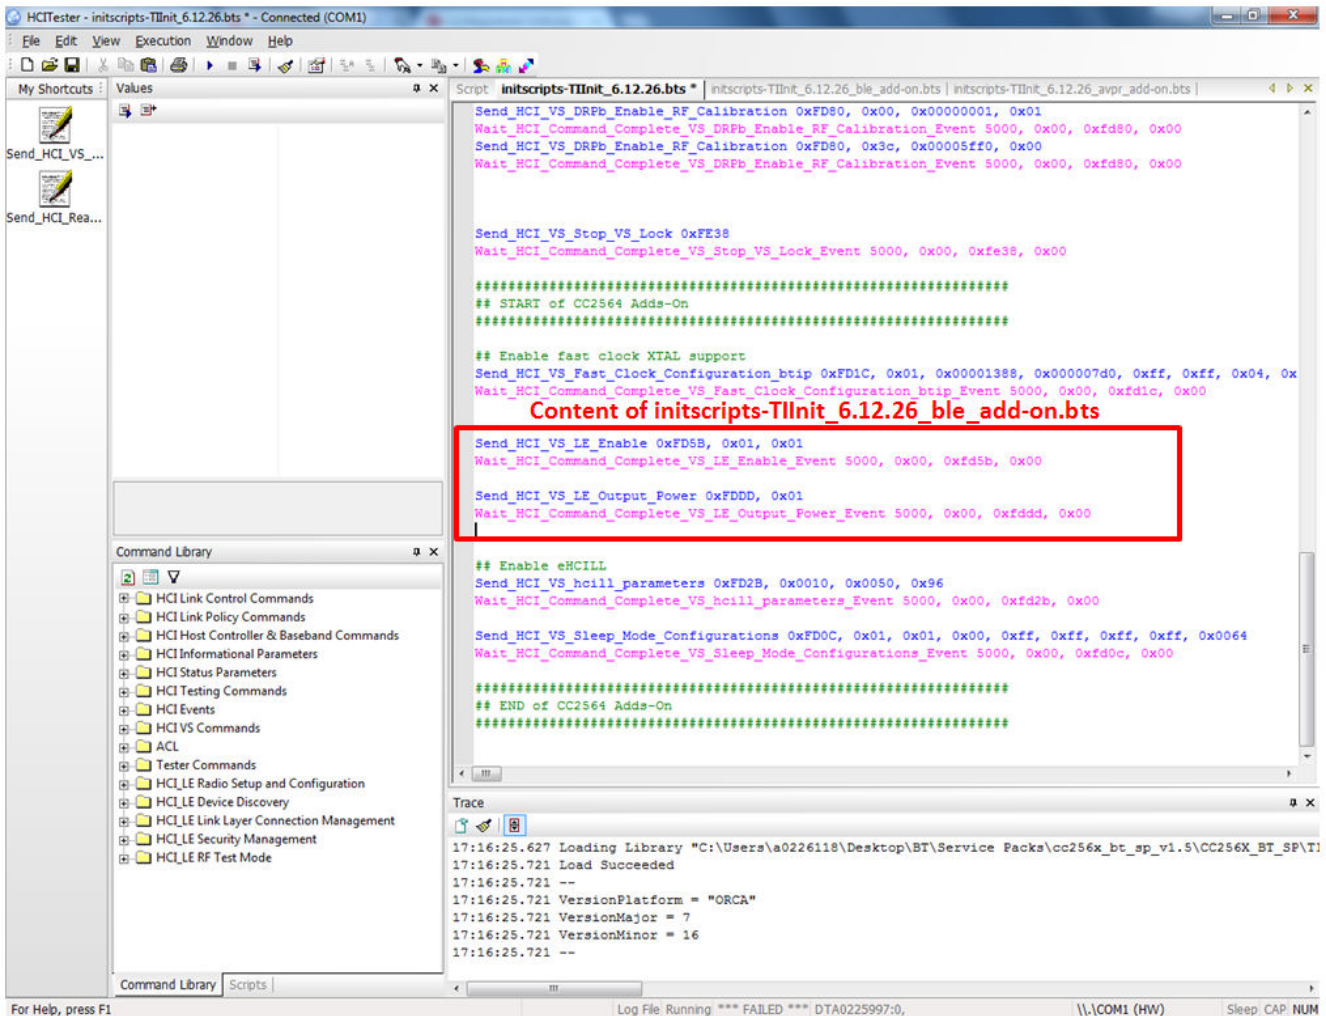 HCITester - initscripts-TIInit_6.12.26.bts * - Connected (COM1)
File Edit View Execution Window Help
My Shortcuts
Send_HCI_VS_...
Send_HCI_Rea...
Values
Script initscripts-TIInit_6.12.26.bts * initscripts-TIInit_6.12.26_ble_add-on.bts initscripts-TIInit_6.12.26_avpr_add-on.bts
Send_HCI_VS_DRPb_Enable_RF_Calibration 0xFD80, 0x00, 0x00000001, 0x01
Wait_HCI_Command_Complete_VS_DRPb_Enable_RF_Calibration_Event 5000, 0x00, 0xfd80, 0x00
Send_HCI_VS_DRPb_Enable_RF_Calibration 0xFD80, 0x3c, 0x00005ff0, 0x00
Wait_HCI_Command_Complete_VS_DRPb_Enable_RF_Calibration_Event 5000, 0x00, 0xfd80, 0x00
Send_HCI_VS_Stop_VS_Lock 0xFE38
Wait_HCI_Command_Complete_VS_Stop_VS_Lock_Event 5000, 0x00, 0xfe38, 0x00
#################################################################
## START of CC2564 Adds-On
#################################################################
## Enable fast clock XTAL support
Send_HCI_VS_Fast_Clock_Configuration_btip 0xFD1C, 0x01, 0x00001388, 0x000007d0, 0xff, 0xff, 0x04, 0x
Wait_HCI_Command_Complete_VS_Fast_Clock_Configuration_btip_Event 5000, 0x00, 0xfd1c, 0x00
Content of initscripts-TIInit_6.12.26_ble_add-on.bts
Send_HCI_VS_LE_Enable 0xFD5B, 0x01, 0x01
Wait_HCI_Command_Complete_VS_LE_Enable_Event 5000, 0x00, 0xfd5b, 0x00
Send_HCI_VS_LE_Output_Power 0xFDDD, 0x01
Wait_HCI_Command_Complete_VS_LE_Output_Power_Event 5000, 0x00, 0xfddd, 0x00
## Enable eHCILL
Send_HCI_VS_hcill_parameters 0xFD2B, 0x0010, 0x0050, 0x96
Wait_HCI_Command_Complete_VS_hcill_parameters_Event 5000, 0x00, 0xfd2b, 0x00
Send_HCI_VS_Sleep_Mode_Configurations 0xFD0C, 0x01, 0x01, 0x00, 0xff, 0xff, 0xff, 0xff, 0x0064
Wait_HCI_Command_Complete_VS_Sleep_Mode_Configurations_Event 5000, 0x00, 0xfd0c, 0x00
#################################################################
## END of CC2564 Adds-On
#################################################################
Command Library
HCI Link Control Commands
HCI Link Policy Commands
HCI Host Controller & Baseband Commands
HCI Informational Parameters
HCI Status Parameters
HCI Testing Commands
HCI Events
HCI VS Commands
ACL
Tester Commands
HCI_LE Radio Setup and Configuration
HCI_LE Device Discovery
HCI_LE Link Layer Connection Management
HCI_LE Security Management
HCI_LE RF Test Mode
Command Library Scripts
Trace
17:16:25.627 Loading Library "C:\Users\a0226118\Desktop\BT\Service Packs\cc256x_bt_sp_v1.5\CC256X_BT_SP\TI
17:16:25.721 Load Succeeded
17:16:25.721 --
17:16:25.721 VersionPlatform = "ORCA"
17:16:25.721 VersionMajor = 7
17:16:25.721 VersionMinor = 16
17:16:25.721 --
For Help, press F1 Log File Running *** FAILED *** DTA0225997:0, \\.\COM1 (HW) Sleep CAP NUM